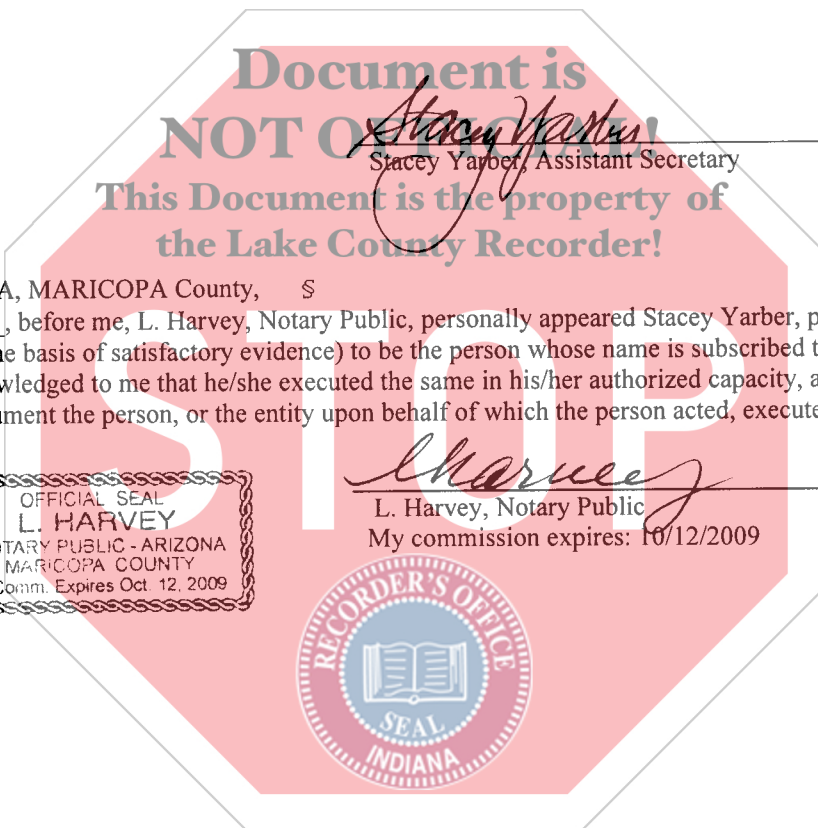 Document is
NOT OFFICIAL!
Stacey Yarber
Stacey Yarber, Assistant Secretary
This Document is the property of
the Lake County Recorder!
A, MARICOPA County, §
, before me, L. Harvey, Notary Public, personally appeared Stacey Yarber, p
e basis of satisfactory evidence) to be the person whose name is subscribed t
wledged to me that he/she executed the same in his/her authorized capacity, a
ment the person, or the entity upon behalf of which the person acted, execute
STOP
LHarvey
L. Harvey, Notary Public
My commission expires: 10/12/2009
OFFICIAL SEAL
L. HARVEY
TARY PUBLIC - ARIZONA
MARICOPA COUNTY
Comm. Expires Oct. 12, 2009
RECORDER'S OFFICE
SEAL
INDIANA